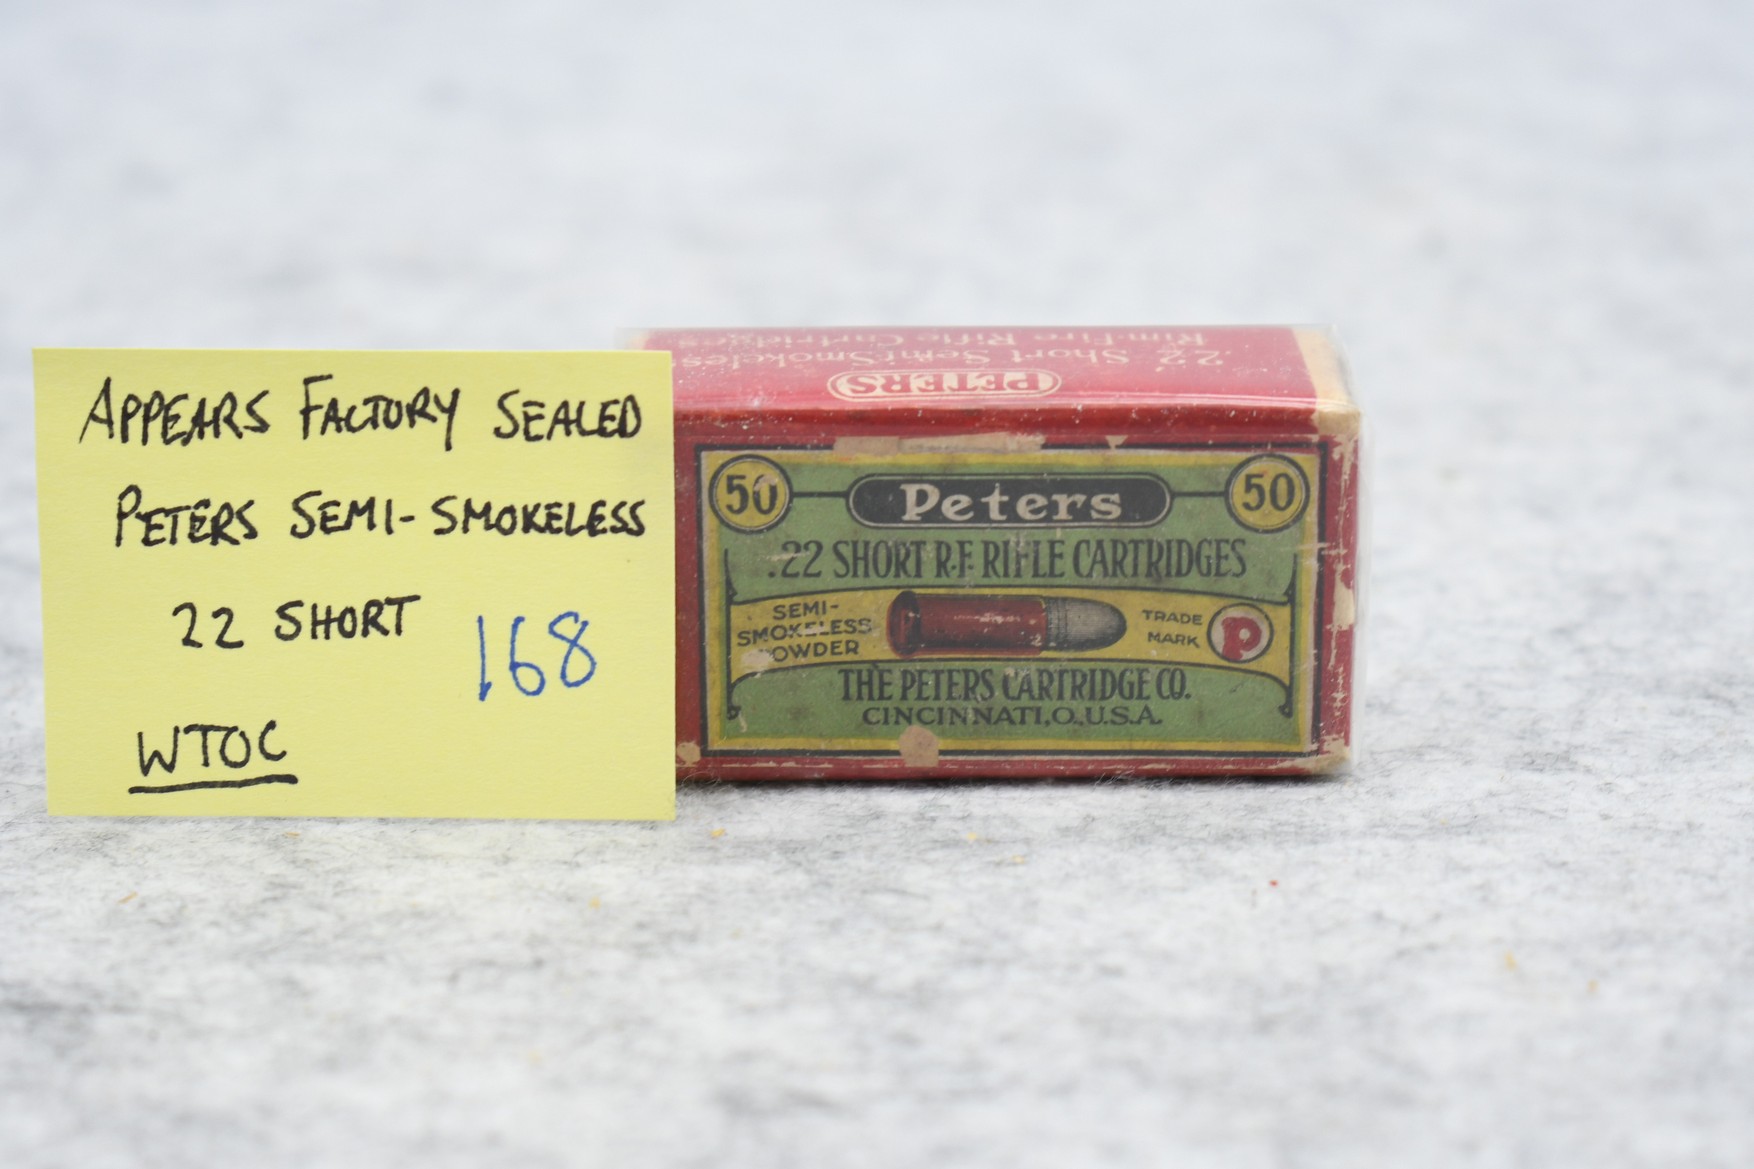 APPEARS FACTORY SEALED
PETERS SEMI-SMOKELESS
22 SHORT
168
WTOC
.22 Short Semi-Smokeless
Rim-Fire Rifle Cartridges
PETERS
50
Peters
50
.22 SHORT R.F. RIFLE CARTRIDGES
SEMI-
SMOKELESS
POWDER
TRADE
MARK
P
THE PETERS CARTRIDGE CO.
CINCINNATI,O.,U.S.A.